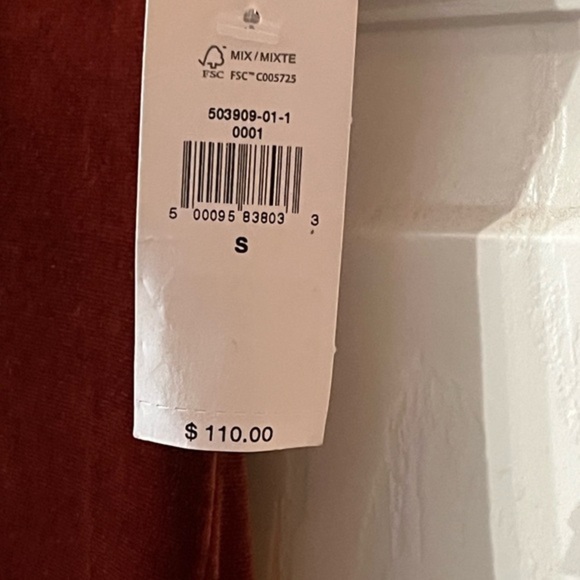 MIX / MIXTE
FSC FSC™ C005725
503909-01-1
0001
5 00095 83803 3
S
$ 110.00